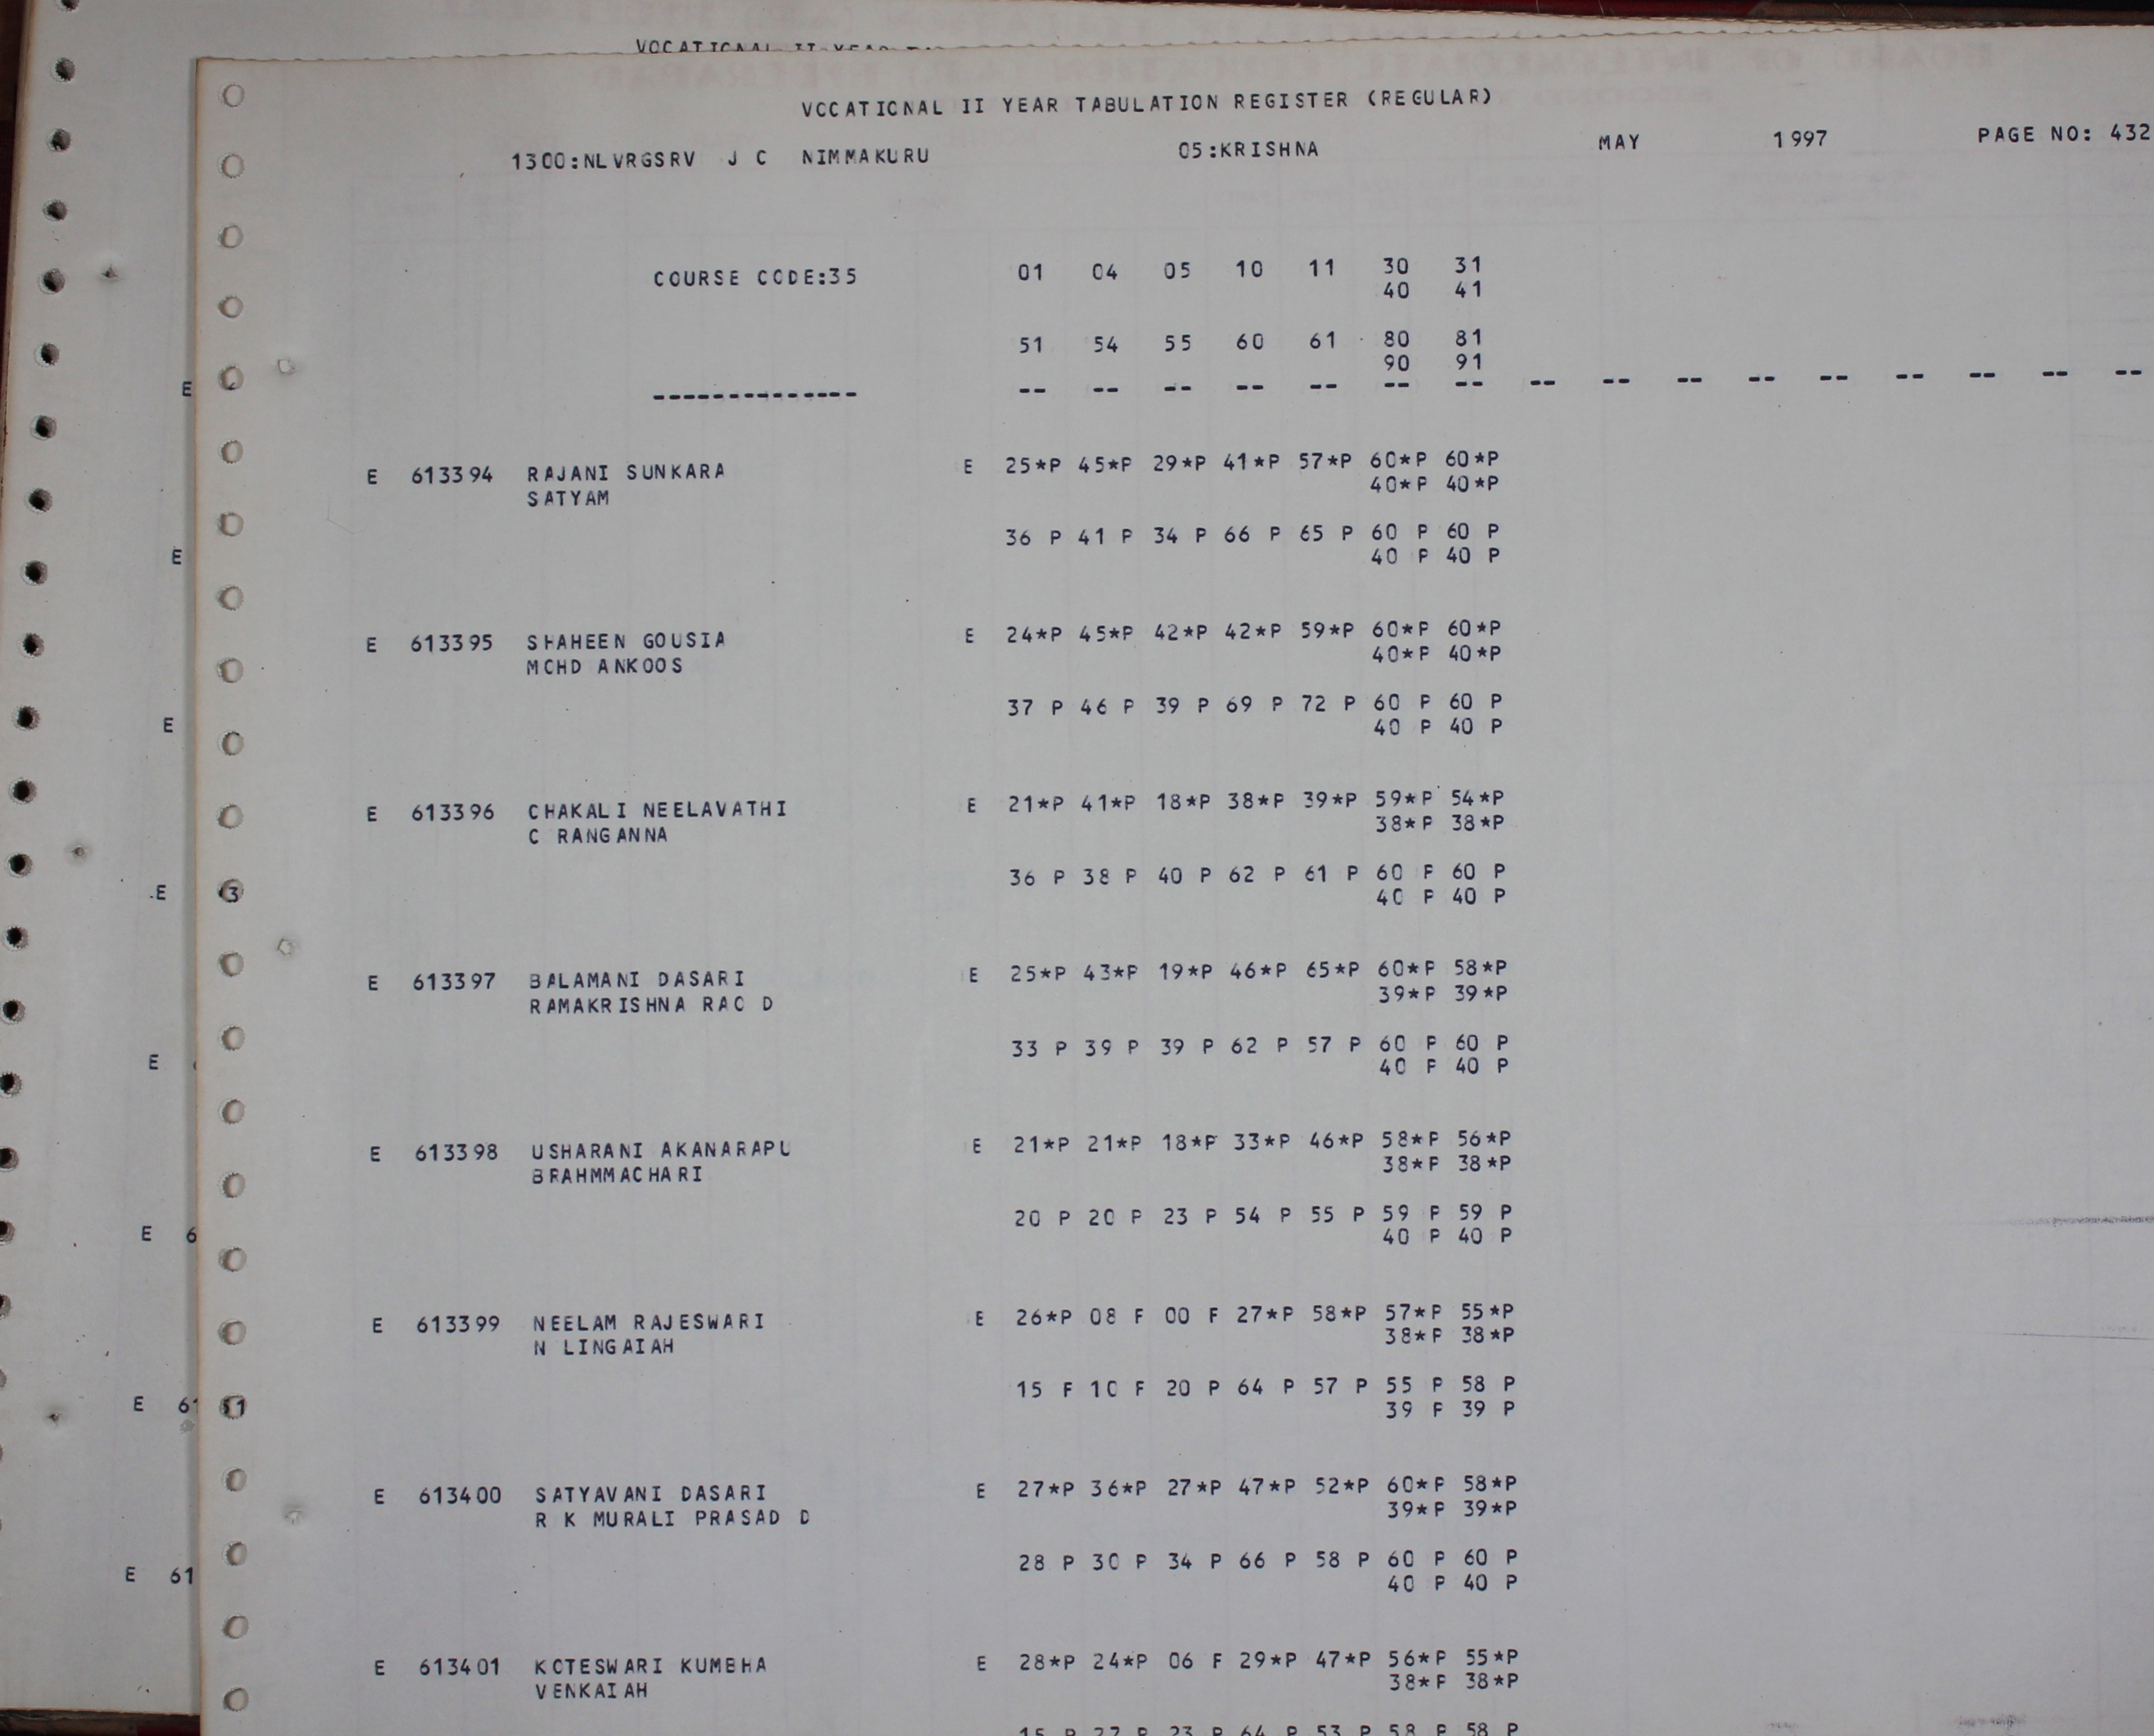 VOCATIONAL II YEAR
VOCATIONAL II YEAR TABULATION REGISTER (REGULAR)
1300:NLVRGSRV J C NIMMAKURU 05:KRISHNA MAY 1997 PAGE NO: 432
COURSE CODE:35 01 04 05 10 11 30 31
40 41
51 54 55 60 61 80 81
90 91
-------------- -- -- -- -- -- -- -- -- -- -- -- -- -- -- -- --
E 613394 RAJANI SUNKARA E 25*P 45*P 29*P 41*P 57*P 60*P 60*P
SATYAM 40*P 40*P
36 P 41 P 34 P 66 P 65 P 60 P 60 P
40 P 40 P
E 613395 SHAHEEN GOUSIA E 24*P 45*P 42*P 42*P 59*P 60*P 60*P
MOHD ANKOOS 40*P 40*P
37 P 46 P 39 P 69 P 72 P 60 P 60 P
40 P 40 P
E 613396 CHAKALI NEELAVATHI E 21*P 41*P 18*P 38*P 39*P 59*P 54*P
C RANGANNA 38*P 38*P
36 P 38 P 40 P 62 P 61 P 60 P 60 P
40 P 40 P
E 613397 BALAMANI DASARI E 25*P 43*P 19*P 46*P 65*P 60*P 58*P
RAMAKRISHNA RAO D 39*P 39*P
33 P 39 P 39 P 62 P 57 P 60 P 60 P
40 P 40 P
E 613398 USHARANI AKANARAPU E 21*P 21*P 18*P 33*P 46*P 58*P 56*P
BRAHMMACHARI 38*P 38*P
20 P 20 P 23 P 54 P 55 P 59 P 59 P
40 P 40 P
E 613399 NEELAM RAJESWARI E 26*P 08 F 00 F 27*P 58*P 57*P 55*P
N LINGAIAH 38*P 38*P
15 F 10 F 20 P 64 P 57 P 55 P 58 P
39 P 39 P
E 613400 SATYAVANI DASARI E 27*P 36*P 27*P 47*P 52*P 60*P 58*P
R K MURALI PRASAD D 39*P 39*P
28 P 30 P 34 P 66 P 58 P 60 P 60 P
40 P 40 P
E 613401 KOTESWARI KUMBHA E 28*P 24*P 06 F 29*P 47*P 56*P 55*P
VENKAIAH 38*P 38*P
15 P 27 P 23 P 64 P 53 P 58 P 58 P